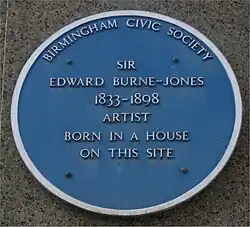 BIRMINGHAM CIVIC SOCIETY
SIR
EDWARD BURNE-JONES
1833-1898
ARTIST
BORN IN A HOUSE
ON THIS SITE